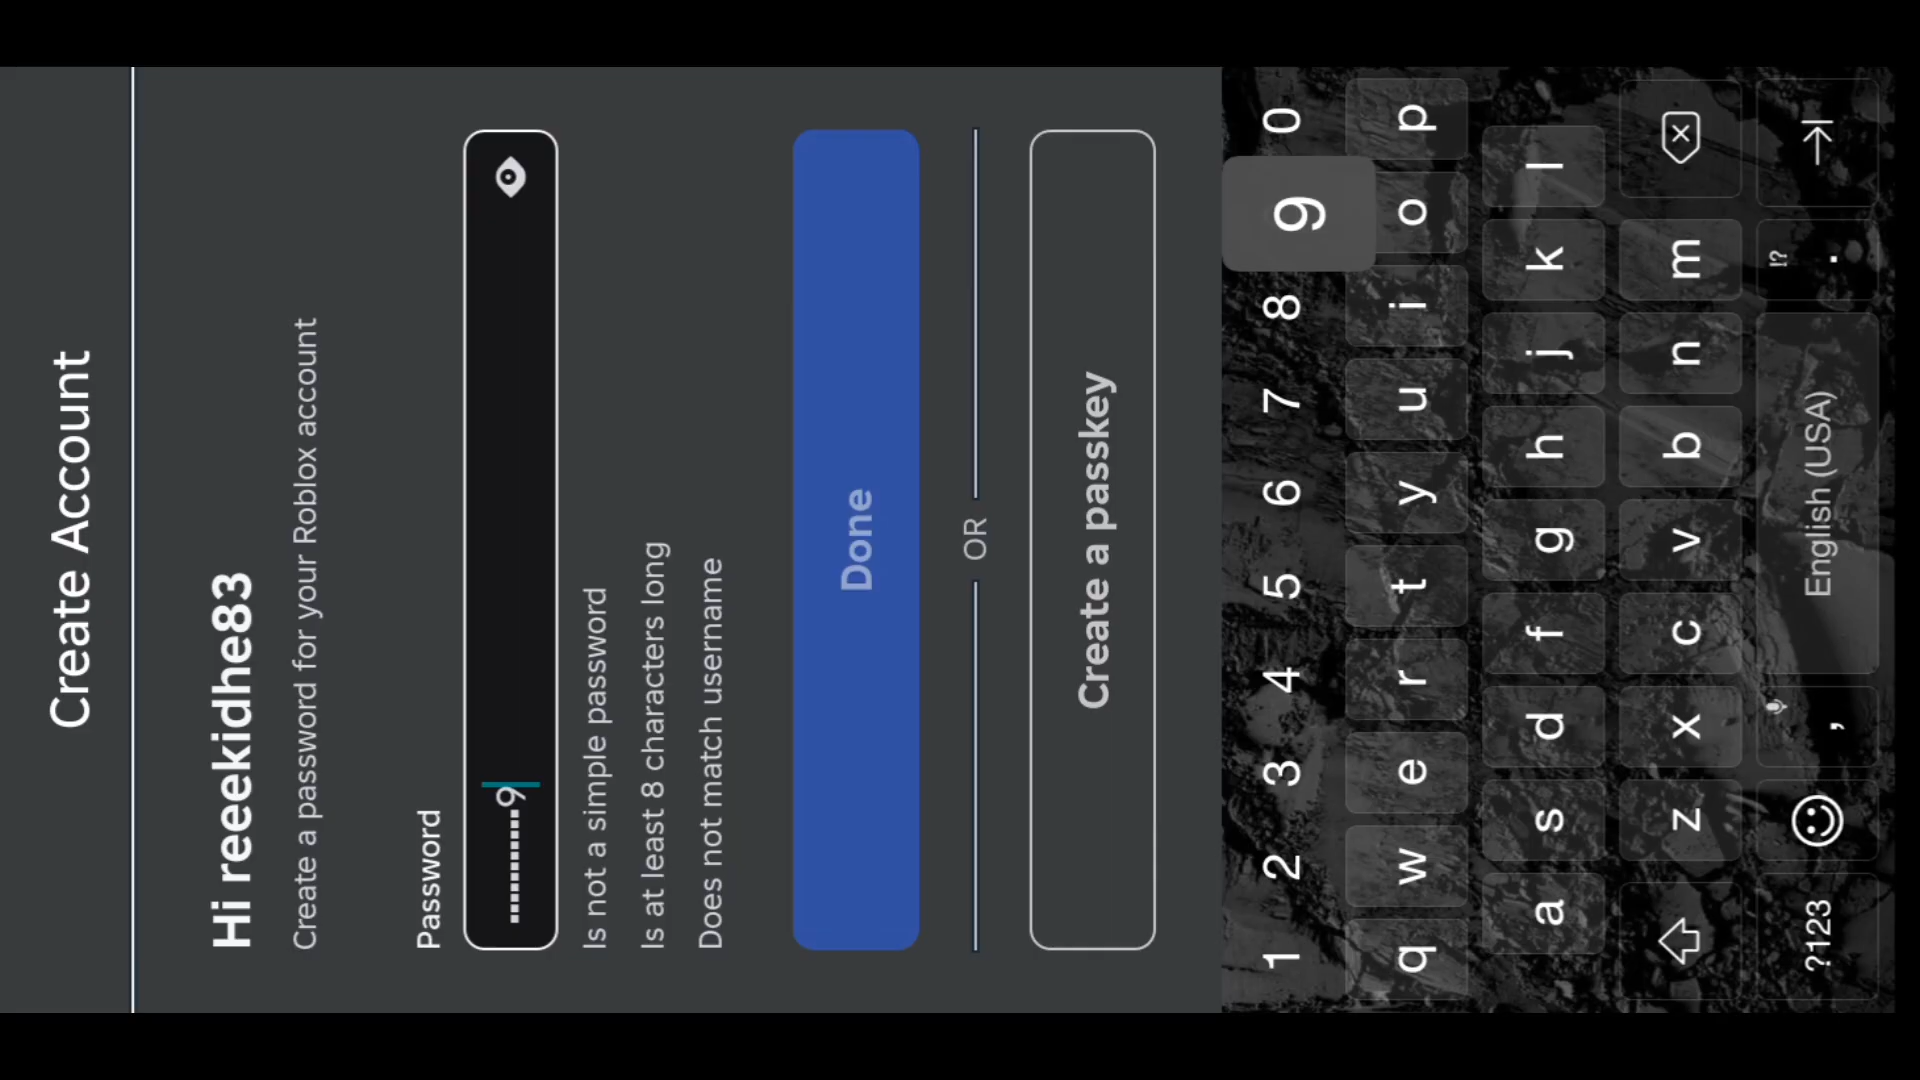 Create Account
Hi reeekidhe83
Create a password for your Roblox account
Password
9
Is not a simple password
Is at least 8 characters long
Does not match username
Done
OR
Create a passkey
1 2 3 4 5 6 7 8 9 0
q w e r t y u i o p
a s d f g h j k l
z x c v b n m
?123 , English (USA) . !?